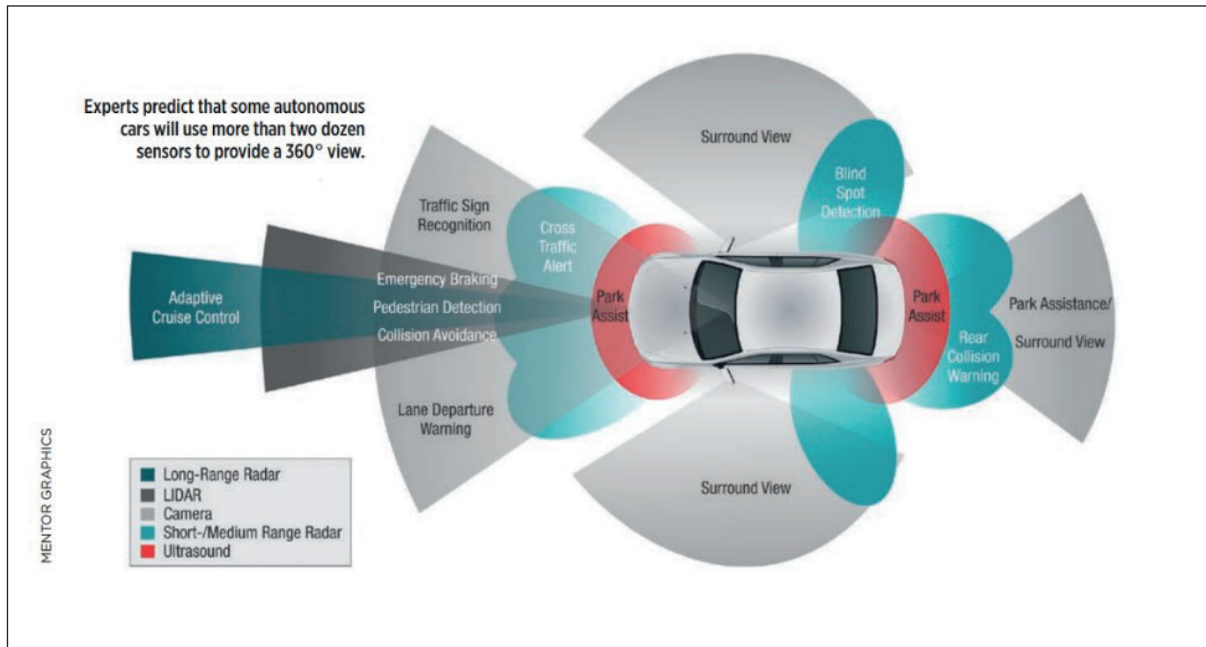 Experts predict that some autonomous
cars will use more than two dozen
sensors to provide a 360° view.
Surround View
Blind
Spot
Detection
Traffic Sign
Recognition
Cross
Traffic
Alert
Emergency Braking
Pedestrian Detection
Collision Avoidance
Adaptive
Cruise Control
Park
Assist
Park
Assist
Park Assistance/
Surround View
Rear
Collision
Warning
Lane Departure
Warning
Surround View
Long-Range Radar
LIDAR
Camera
Short-/Medium Range Radar
Ultrasound
MENTOR GRAPHICS